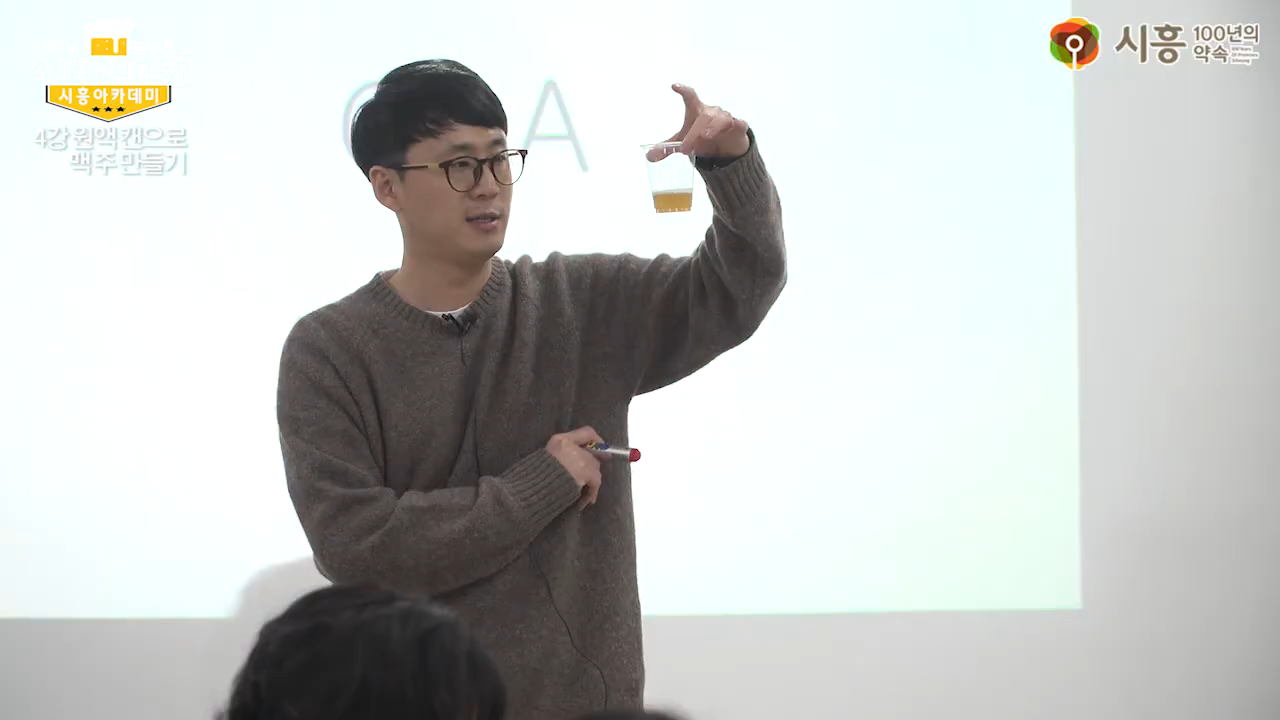 시흥아카데미
4강 원액 캔으로
맥주 만들기
A
시흥
100년의
약속